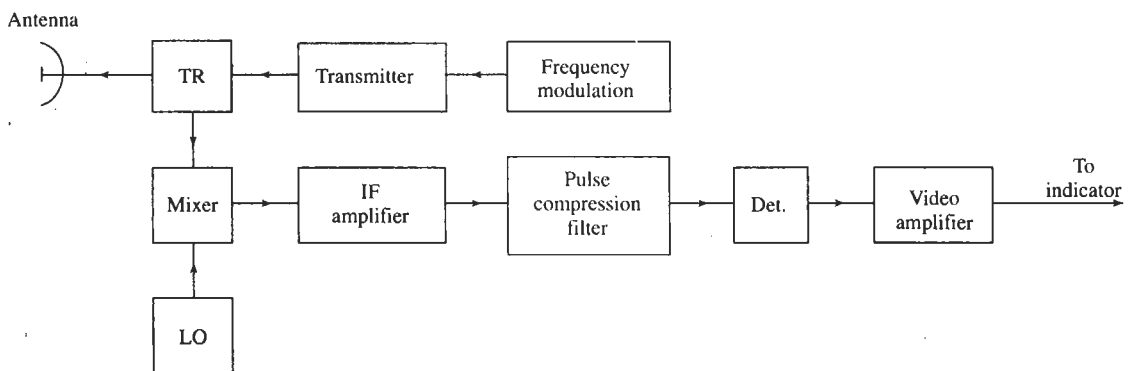 Antenna
TR
Transmitter
Frequency
modulation
Mixer
IF
amplifier
Pulse
compression
filter
Det.
Video
amplifier
To
indicator
LO